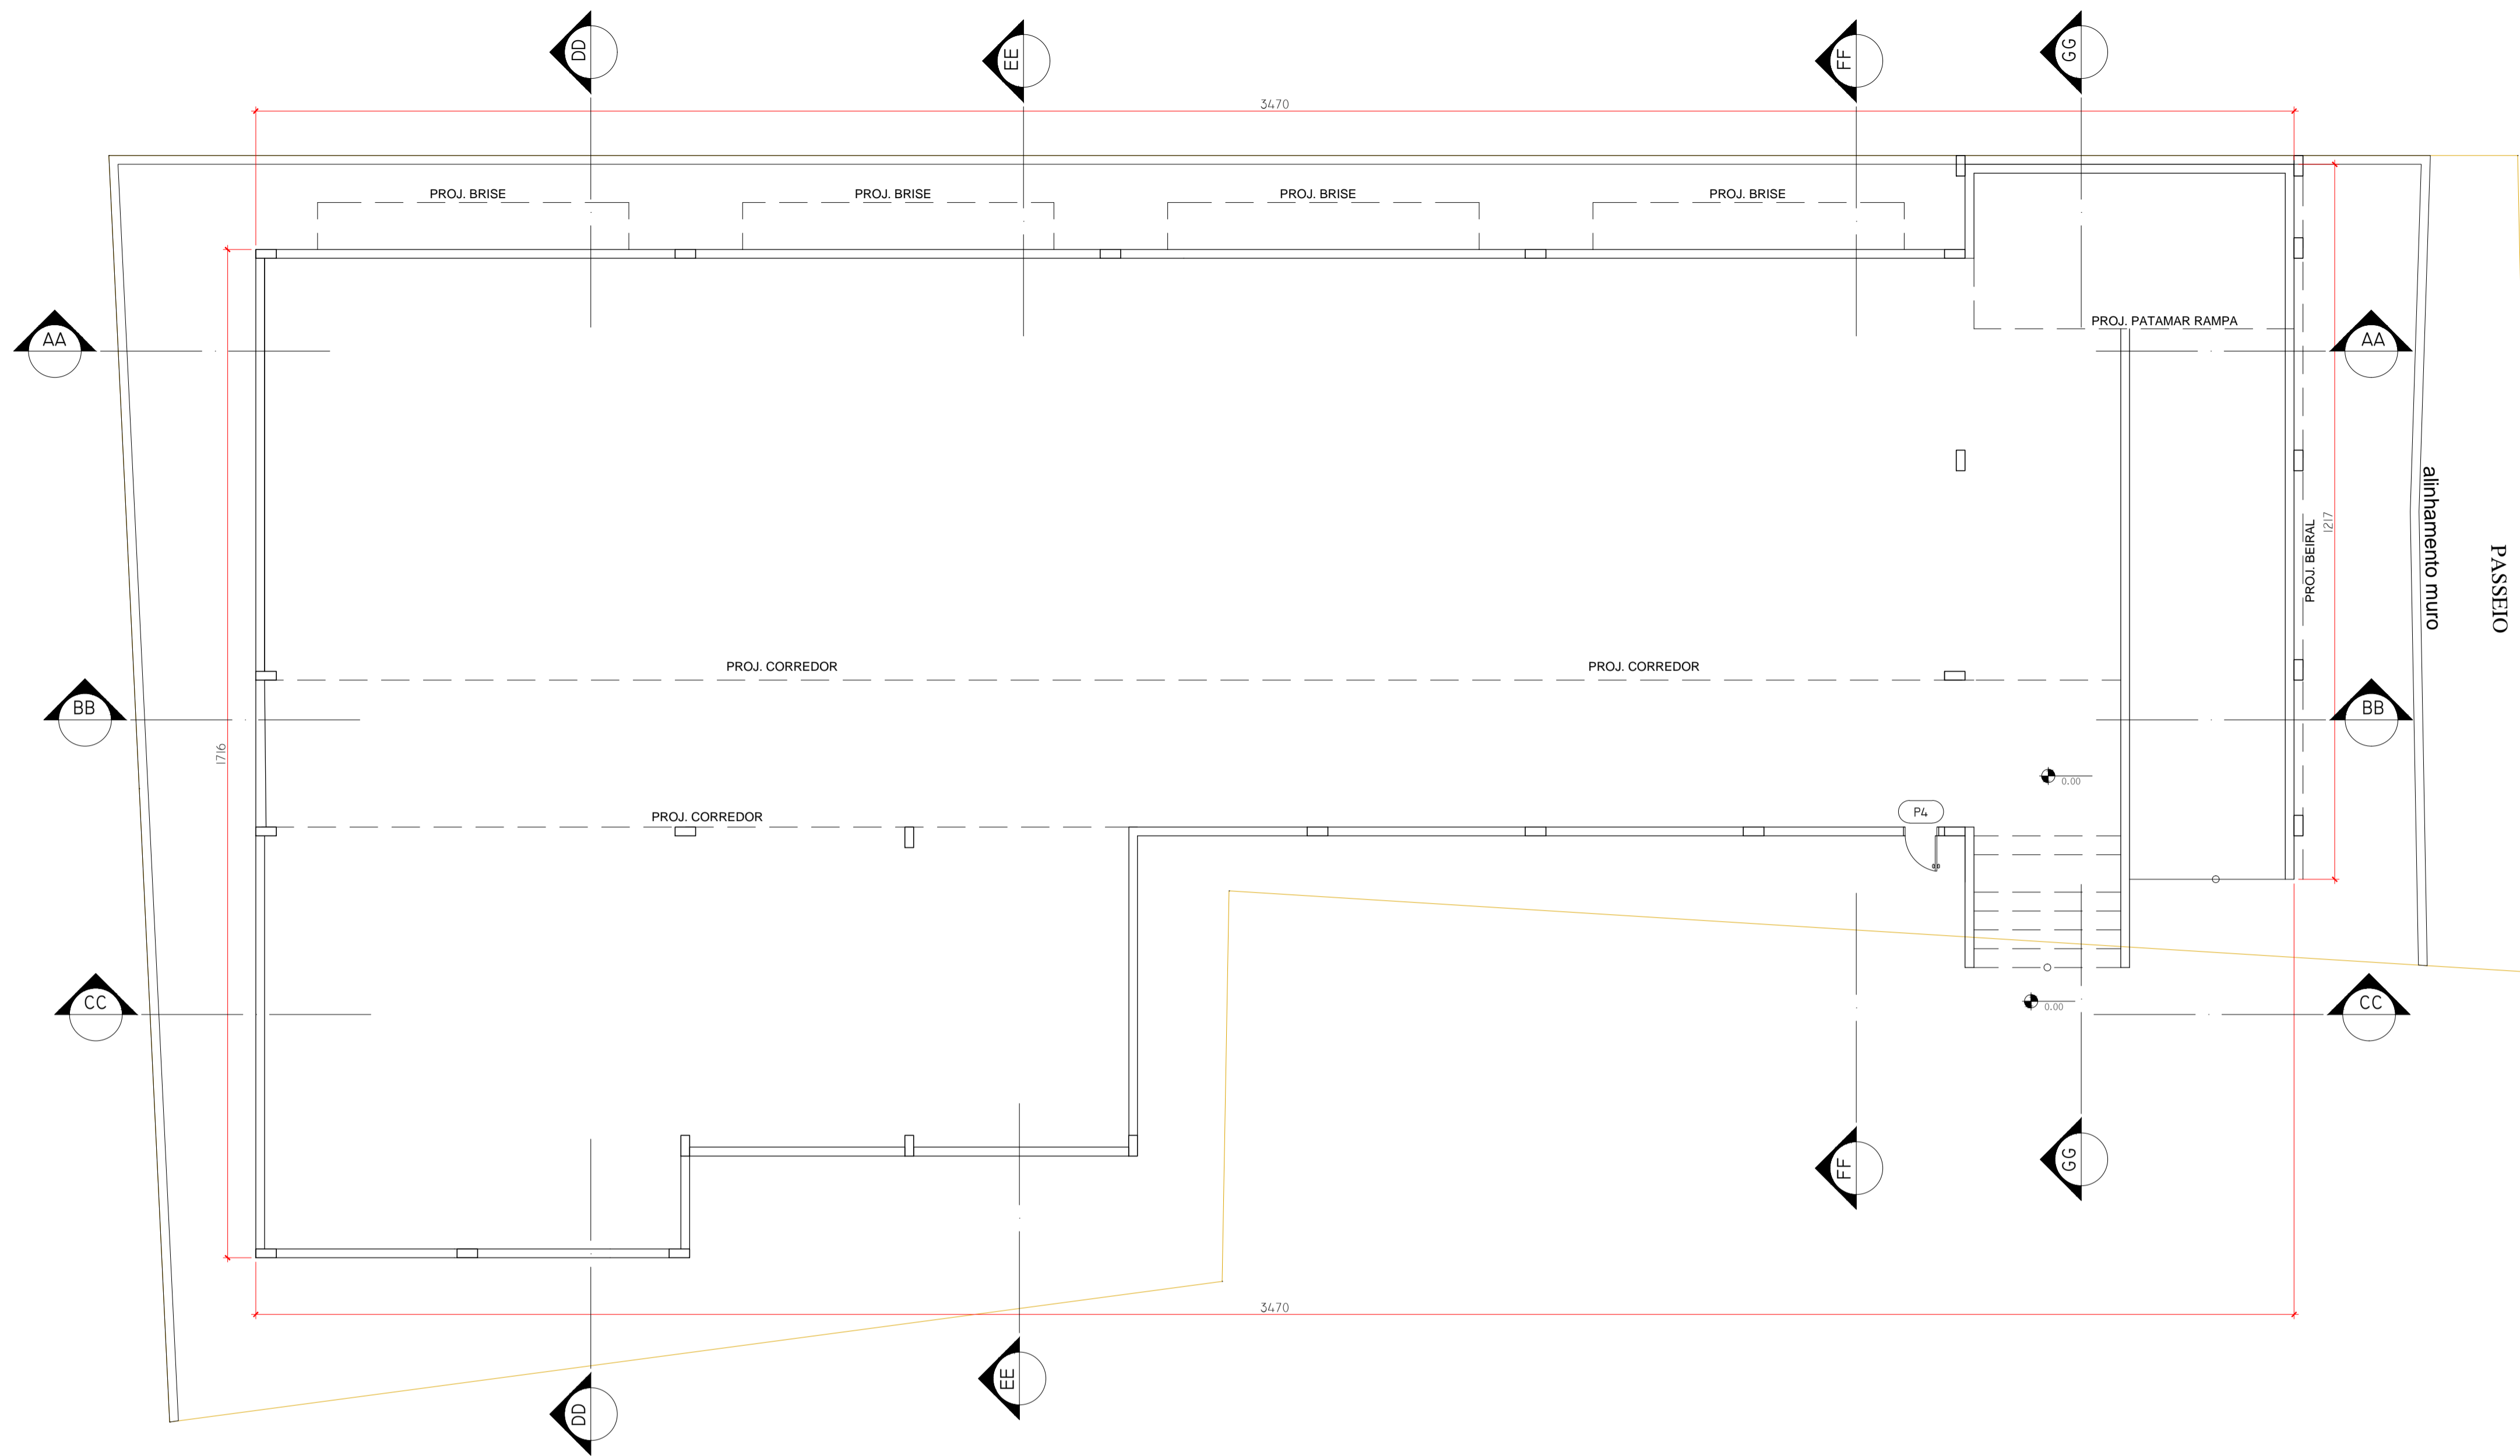 DD
EE
FF
GG
3470
PROJ. BRISE
PROJ. BRISE
PROJ. BRISE
PROJ. BRISE
PROJ. PATAMAR RAMPA
AA
AA
alinhamento muro
1217
PROJ. BEIRAL
PASSEIO
PROJ. CORREDOR
PROJ. CORREDOR
BB
BB
1716
0.00
PROJ. CORREDOR
P4
CC
CC
0.00
FF
GG
3470
EE
DD